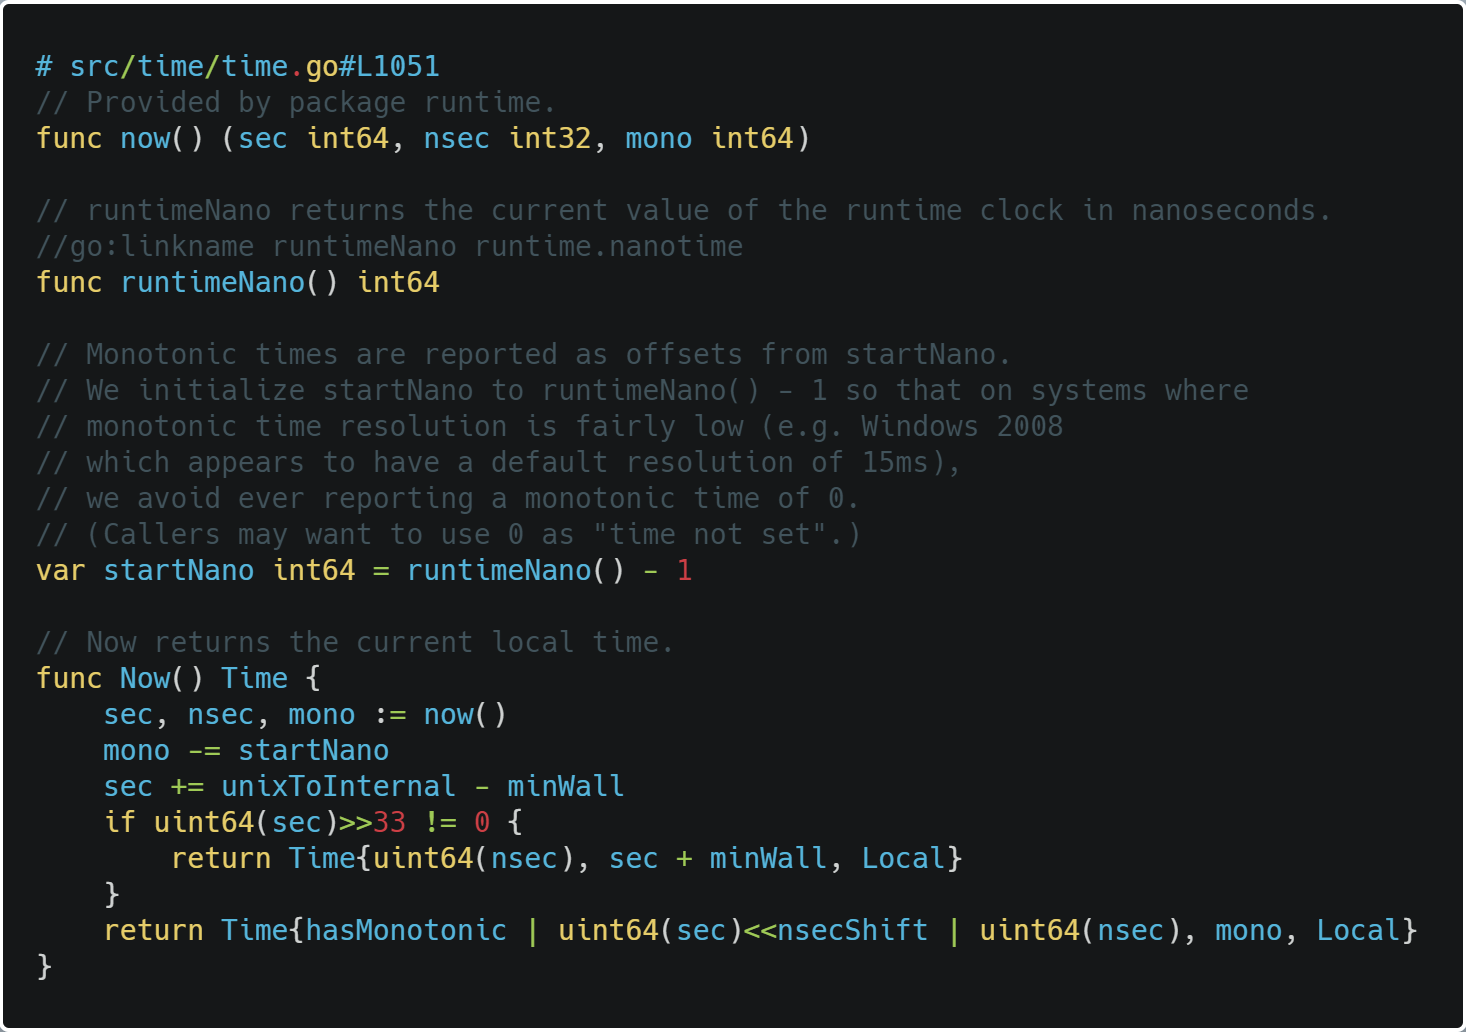 # src/time/time.go#L1051
// Provided by package runtime.
func now() (sec int64, nsec int32, mono int64)

// runtimeNano returns the current value of the runtime clock in nanoseconds.
//go:linkname runtimeNano runtime.nanotime
func runtimeNano() int64

// Monotonic times are reported as offsets from startNano.
// We initialize startNano to runtimeNano() - 1 so that on systems where
// monotonic time resolution is fairly low (e.g. Windows 2008
// which appears to have a default resolution of 15ms),
// we avoid ever reporting a monotonic time of 0.
// (Callers may want to use 0 as "time not set".)
var startNano int64 = runtimeNano() - 1

// Now returns the current local time.
func Now() Time {
    sec, nsec, mono := now()
    mono -= startNano
    sec += unixToInternal - minWall
    if uint64(sec)>>33 != 0 {
        return Time{uint64(nsec), sec + minWall, Local}
    }
    return Time{hasMonotonic | uint64(sec)<<nsecShift | uint64(nsec), mono, Local}
}